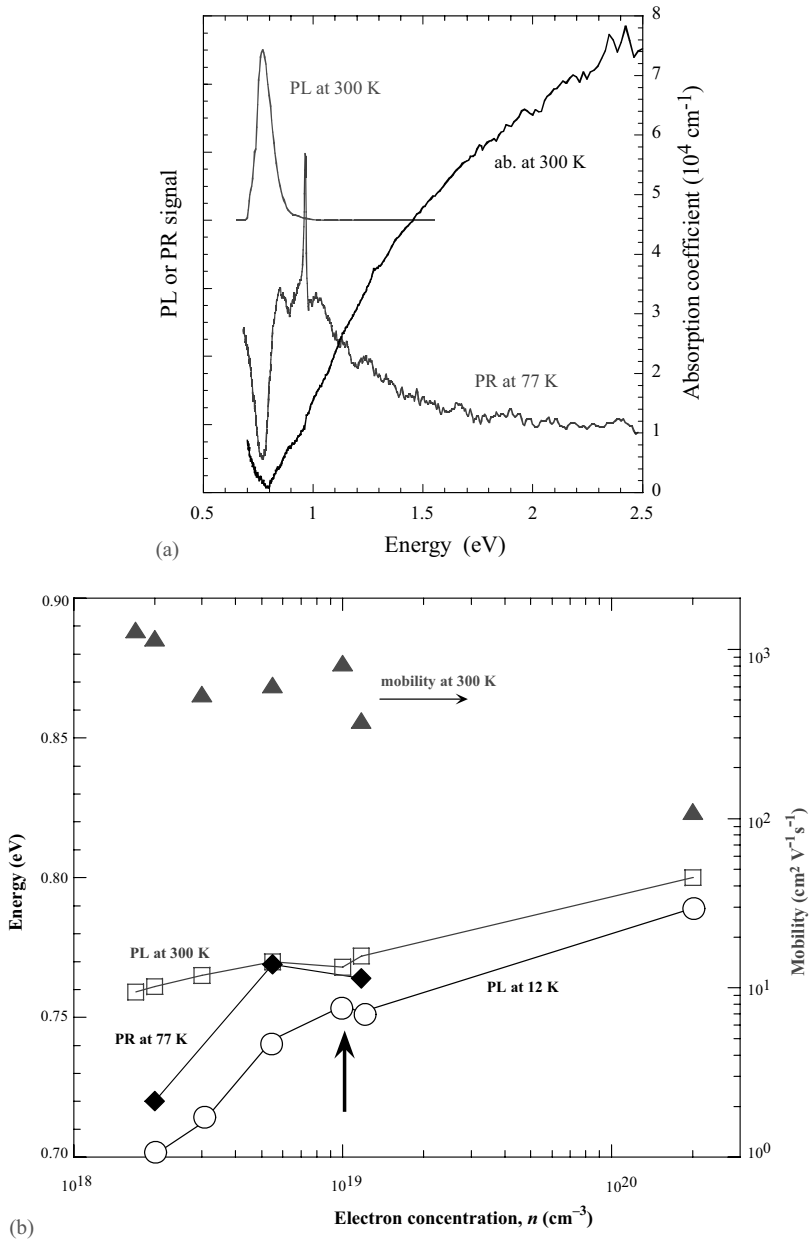 8
PL at 300 K
7
ab. at 300 K
6
5
4
3
PR at 77 K
2
1
0
PL or PR signal
Absorption coefficient (10⁴ cm⁻¹)
0.5 1 1.5 2 2.5
Energy (eV)
(a)
0.90
10³
mobility at 300 K
0.85
10²
0.80
PL at 300 K
10¹
PL at 12 K
0.75
PR at 77 K
0.70
10⁰
Energy (eV)
Mobility (cm² V⁻¹ s⁻¹)
10¹⁸ 10¹⁹ 10²⁰
Electron concentration, n (cm⁻³)
(b)